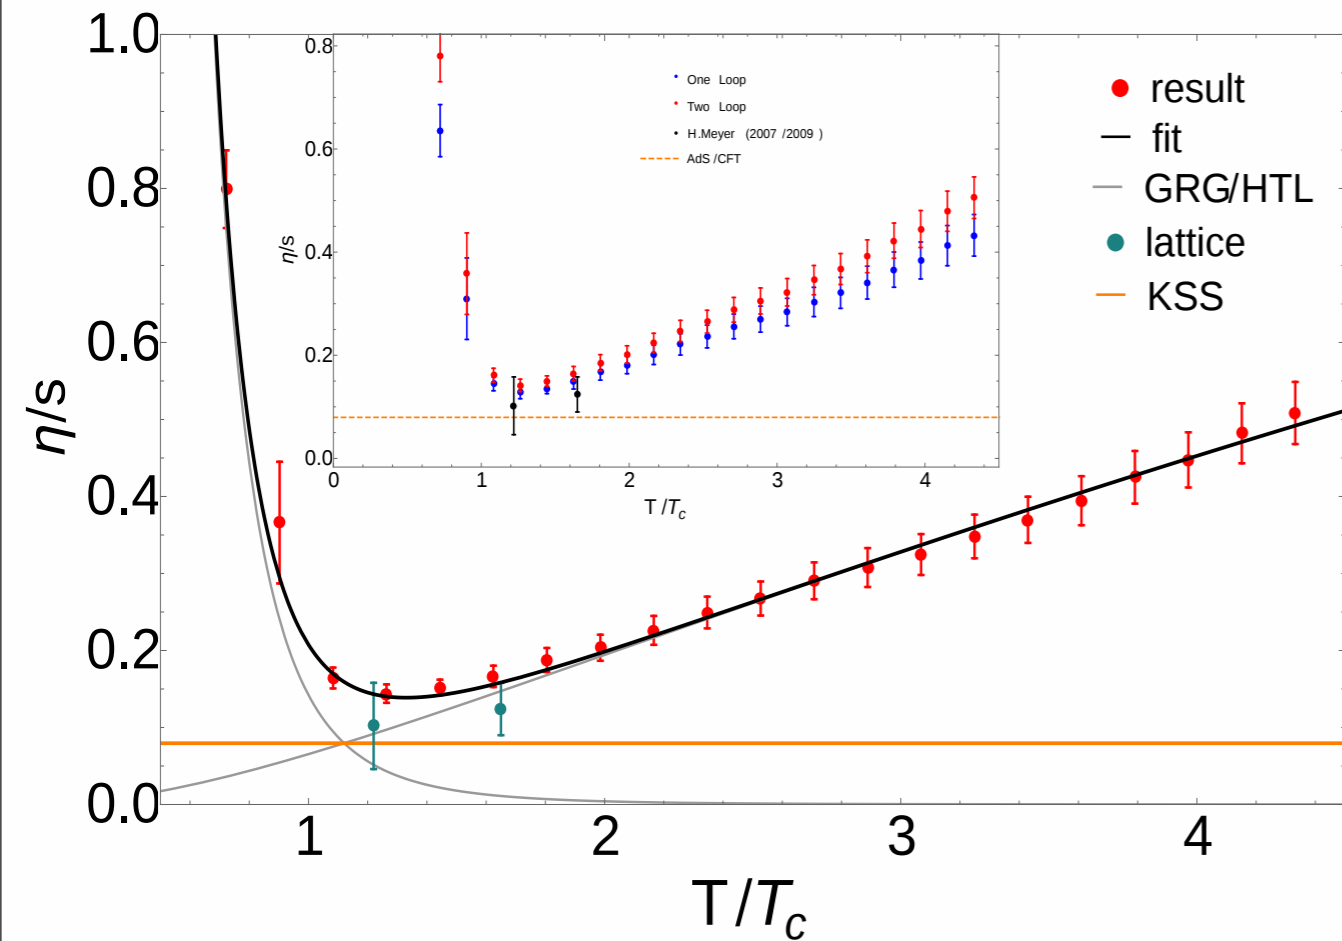 1.0
0.8
0.6
0.4
0.2
0.0
η/s
1 2 3 4
T/Tc
result
fit
GRG/HTL
lattice
KSS
0.8
0.6
0.4
0.2
0.0
η/s
0 1 2 3 4
T/Tc
One Loop
Two Loop
H.Meyer (2007/2009)
AdS/CFT